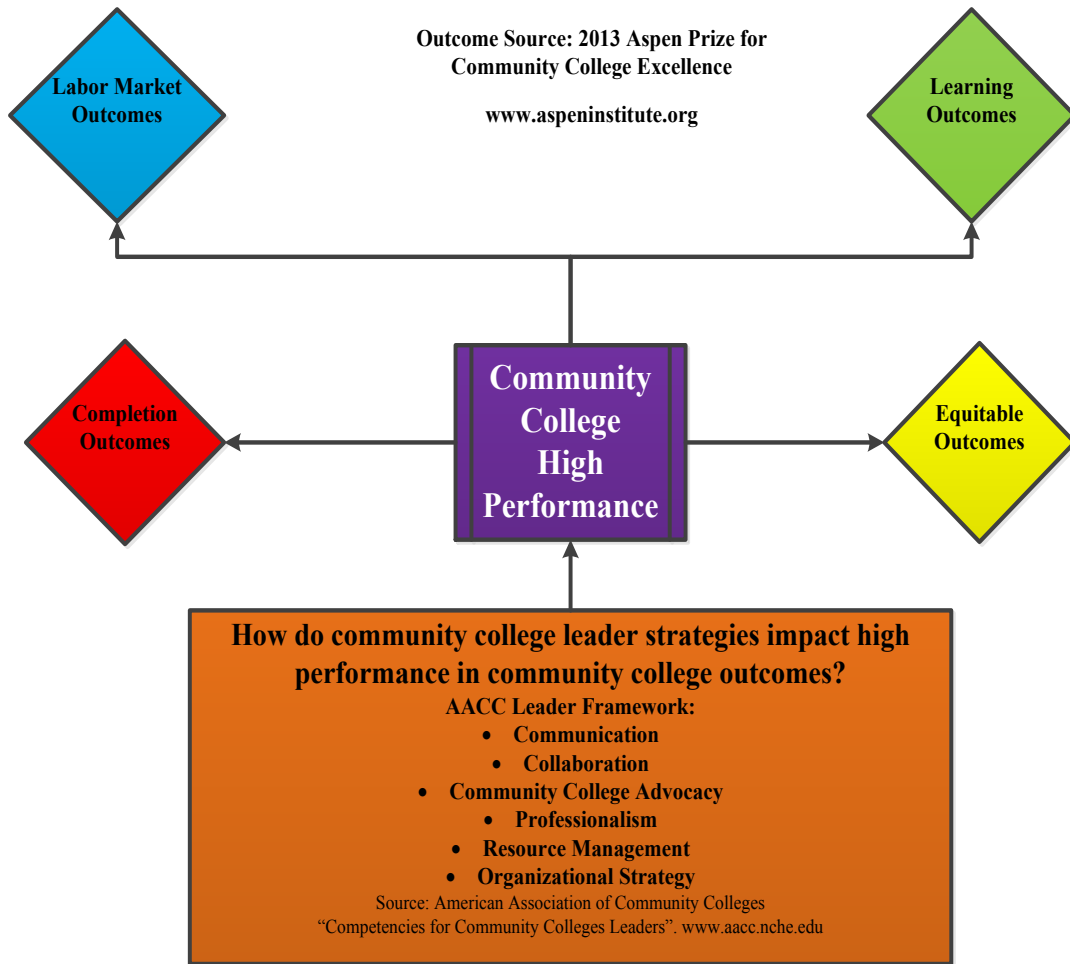 Outcome Source: 2013 Aspen Prize for
Community College Excellence
www.aspeninstitute.org
Labor Market
Outcomes
Learning
Outcomes
Completion
Outcomes
Community
College
High
Performance
Equitable
Outcomes
How do community college leader strategies impact high
performance in community college outcomes?
AACC Leader Framework:
• Communication
• Collaboration
• Community College Advocacy
• Professionalism
• Resource Management
• Organizational Strategy
Source: American Association of Community Colleges
“Competencies for Community Colleges Leaders”. www.aacc.nche.edu